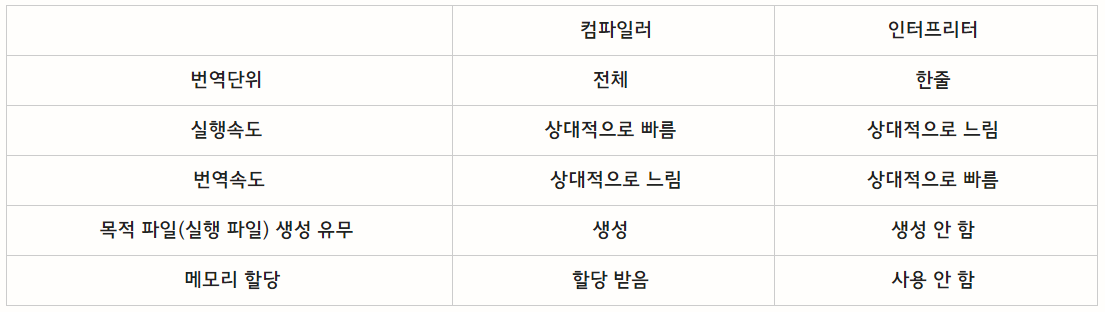 컴파일러 인터프리터
번역단위 전체 한줄
실행속도 상대적으로 빠름 상대적으로 느림
번역속도 상대적으로 느림 상대적으로 빠름
목적 파일(실행 파일) 생성 유무 생성 생성 안 함
메모리 할당 할당 받음 사용 안 함